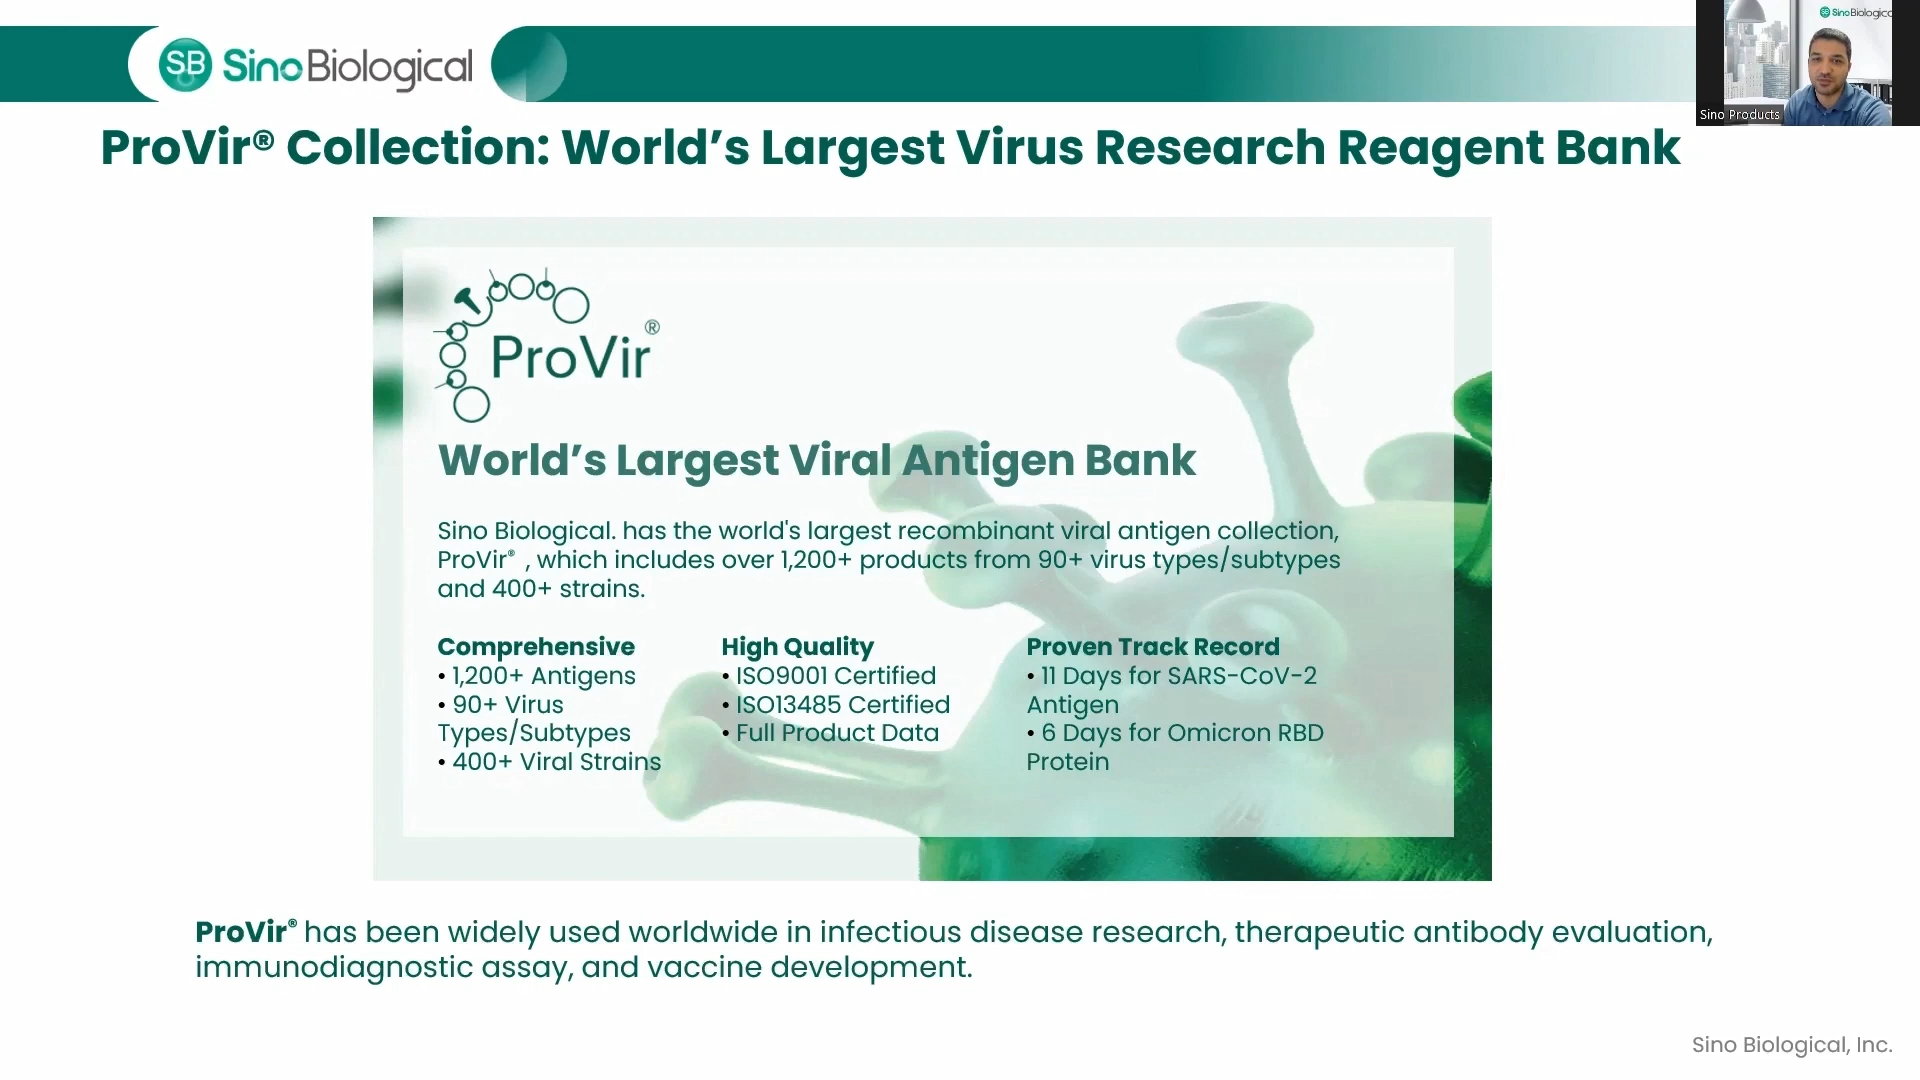 SB SinoBiological
SB SinoBiologic
Sino Products
ProVir® Collection: World’s Largest Virus Research Reagent Bank
ProVir®
World’s Largest Viral Antigen Bank
Sino Biological. has the world's largest recombinant viral antigen collection,
ProVir® , which includes over 1,200+ products from 90+ virus types/subtypes
and 400+ strains.
Comprehensive
• 1,200+ Antigens
• 90+ Virus
Types/Subtypes
• 400+ Viral Strains
High Quality
• ISO9001 Certified
• ISO13485 Certified
• Full Product Data
Proven Track Record
• 11 Days for SARS-CoV-2
Antigen
• 6 Days for Omicron RBD
Protein
ProVir® has been widely used worldwide in infectious disease research, therapeutic antibody evaluation,
immunodiagnostic assay, and vaccine development.
Sino Biological, Inc.